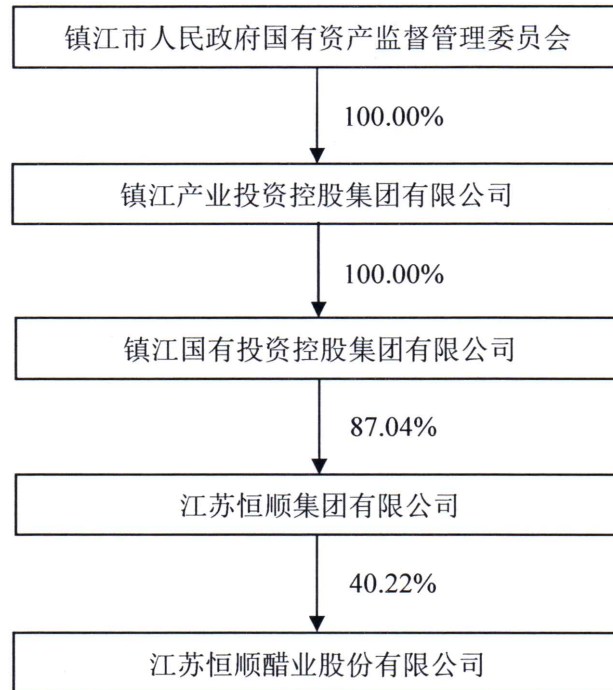 镇江市人民政府国有资产监督管理委员会
100.00%
镇江产业投资控股集团有限公司
100.00%
镇江国有投资控股集团有限公司
87.04%
江苏恒顺集团有限公司
40.22%
江苏恒顺醋业股份有限公司